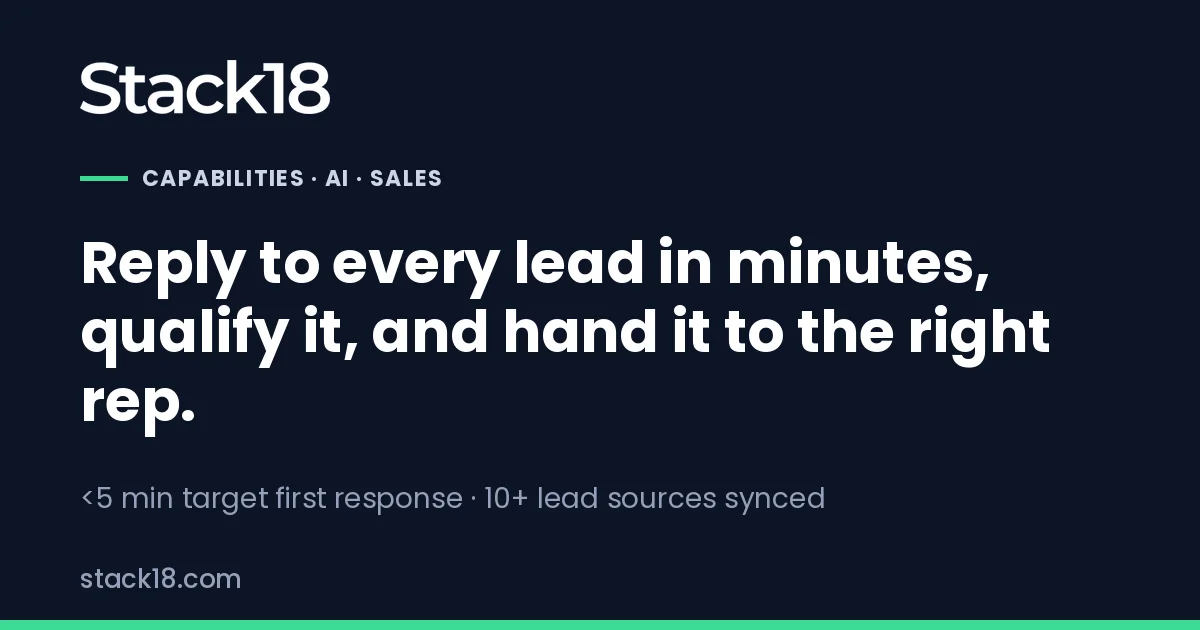 Stack18
CAPABILITIES · AI · SALES
Reply to every lead in minutes,
qualify it, and hand it to the right
rep.
<5 min target first response · 10+ lead sources synced
stack18.com